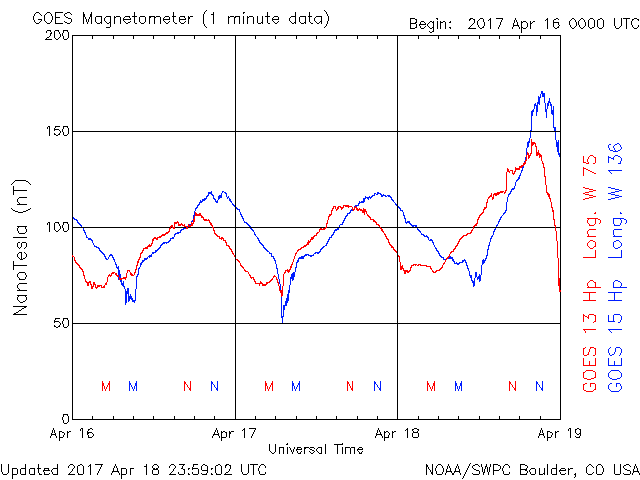 GOES Magnetometer (1 minute data)
Begin: 2017 Apr 16 0000 UTC
200
150
100
50
0
NanoTesla (nT)
M M N N M M N N M M N N
Apr 16 Apr 17 Apr 18 Apr 19
Universal Time
GOES 13 Hp Long. W 75
GOES 15 Hp Long. W 136
Updated 2017 Apr 18 23:59:02 UTC
NOAA/SWPC Boulder, CO USA